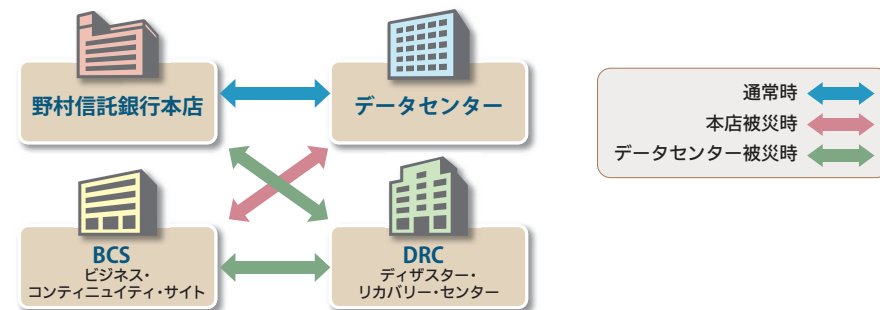 野村信託銀行本店
データセンター
BCS
ビジネス・
コンティニュイティ・サイト
DRC
ディザスター・
リカバリー・センター
通常時
本店被災時
データセンター被災時